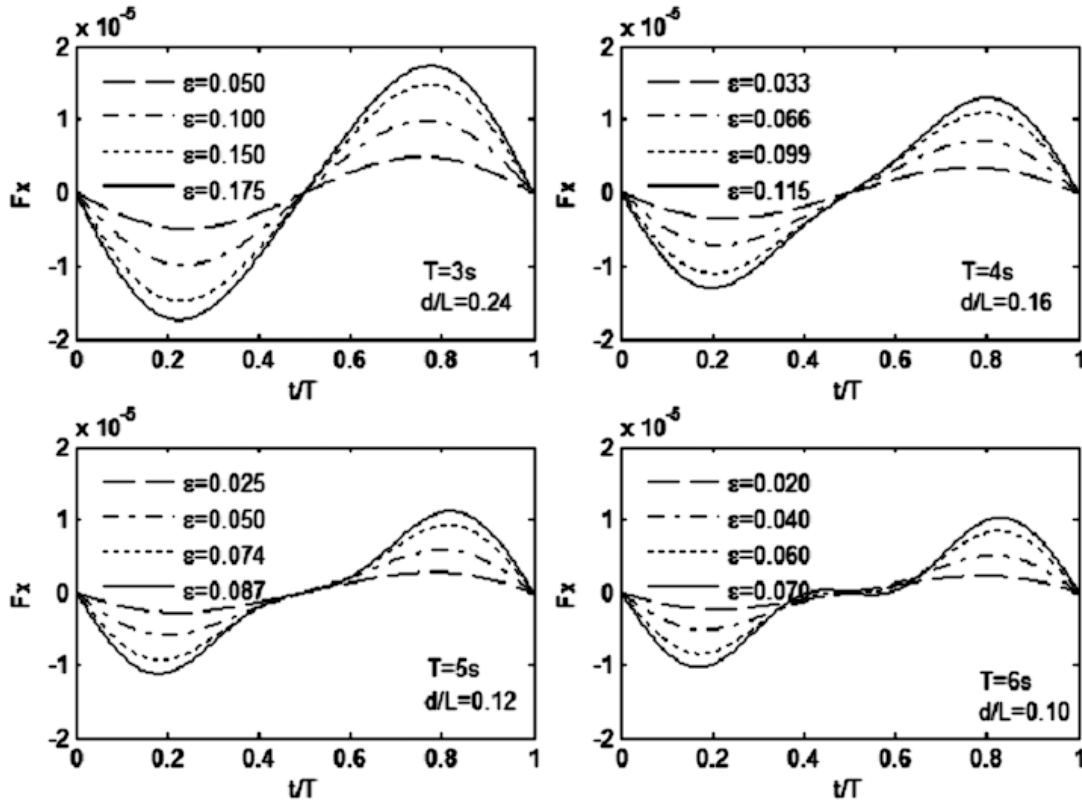 x 10⁻⁵
2
1
0
-1
-2
Fx
ε=0.050
ε=0.100
ε=0.150
ε=0.175
T=3s
d/L=0.24
0 0.2 0.4 0.6 0.8 1
t/T
x 10⁻⁵
2
1
0
-1
-2
Fx
ε=0.033
ε=0.066
ε=0.099
ε=0.115
T=4s
d/L=0.16
0 0.2 0.4 0.6 0.8 1
t/T
x 10⁻⁵
2
1
0
-1
-2
Fx
ε=0.025
ε=0.050
ε=0.074
ε=0.087
T=5s
d/L=0.12
0 0.2 0.4 0.6 0.8 1
t/T
x 10⁻⁵
2
1
0
-1
-2
Fx
ε=0.020
ε=0.040
ε=0.060
ε=0.070
T=6s
d/L=0.10
0 0.2 0.4 0.6 0.8 1
t/T